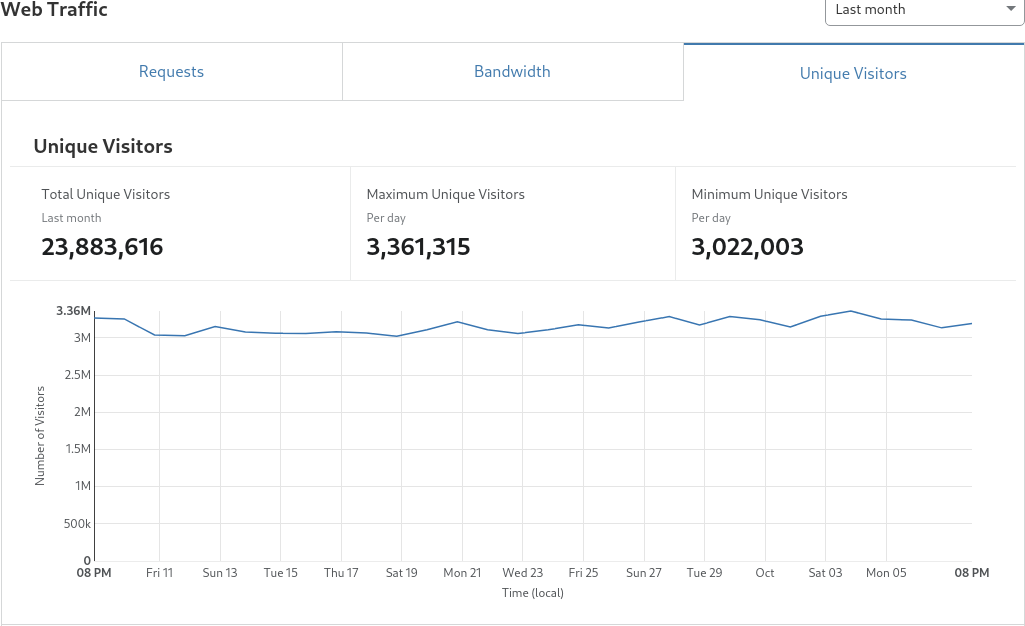 Web Traffic
Last month
Requests
Bandwidth
Unique Visitors
Unique Visitors
Total Unique Visitors
Last month
23,883,616
Maximum Unique Visitors
Per day
3,361,315
Minimum Unique Visitors
Per day
3,022,003
3.36M
3M
2.5M
2M
1.5M
1M
500k
0
Number of Visitors
08 PM Fri 11 Sun 13 Tue 15 Thu 17 Sat 19 Mon 21 Wed 23 Fri 25 Sun 27 Tue 29 Oct Sat 03 Mon 05 08 PM
Time (local)